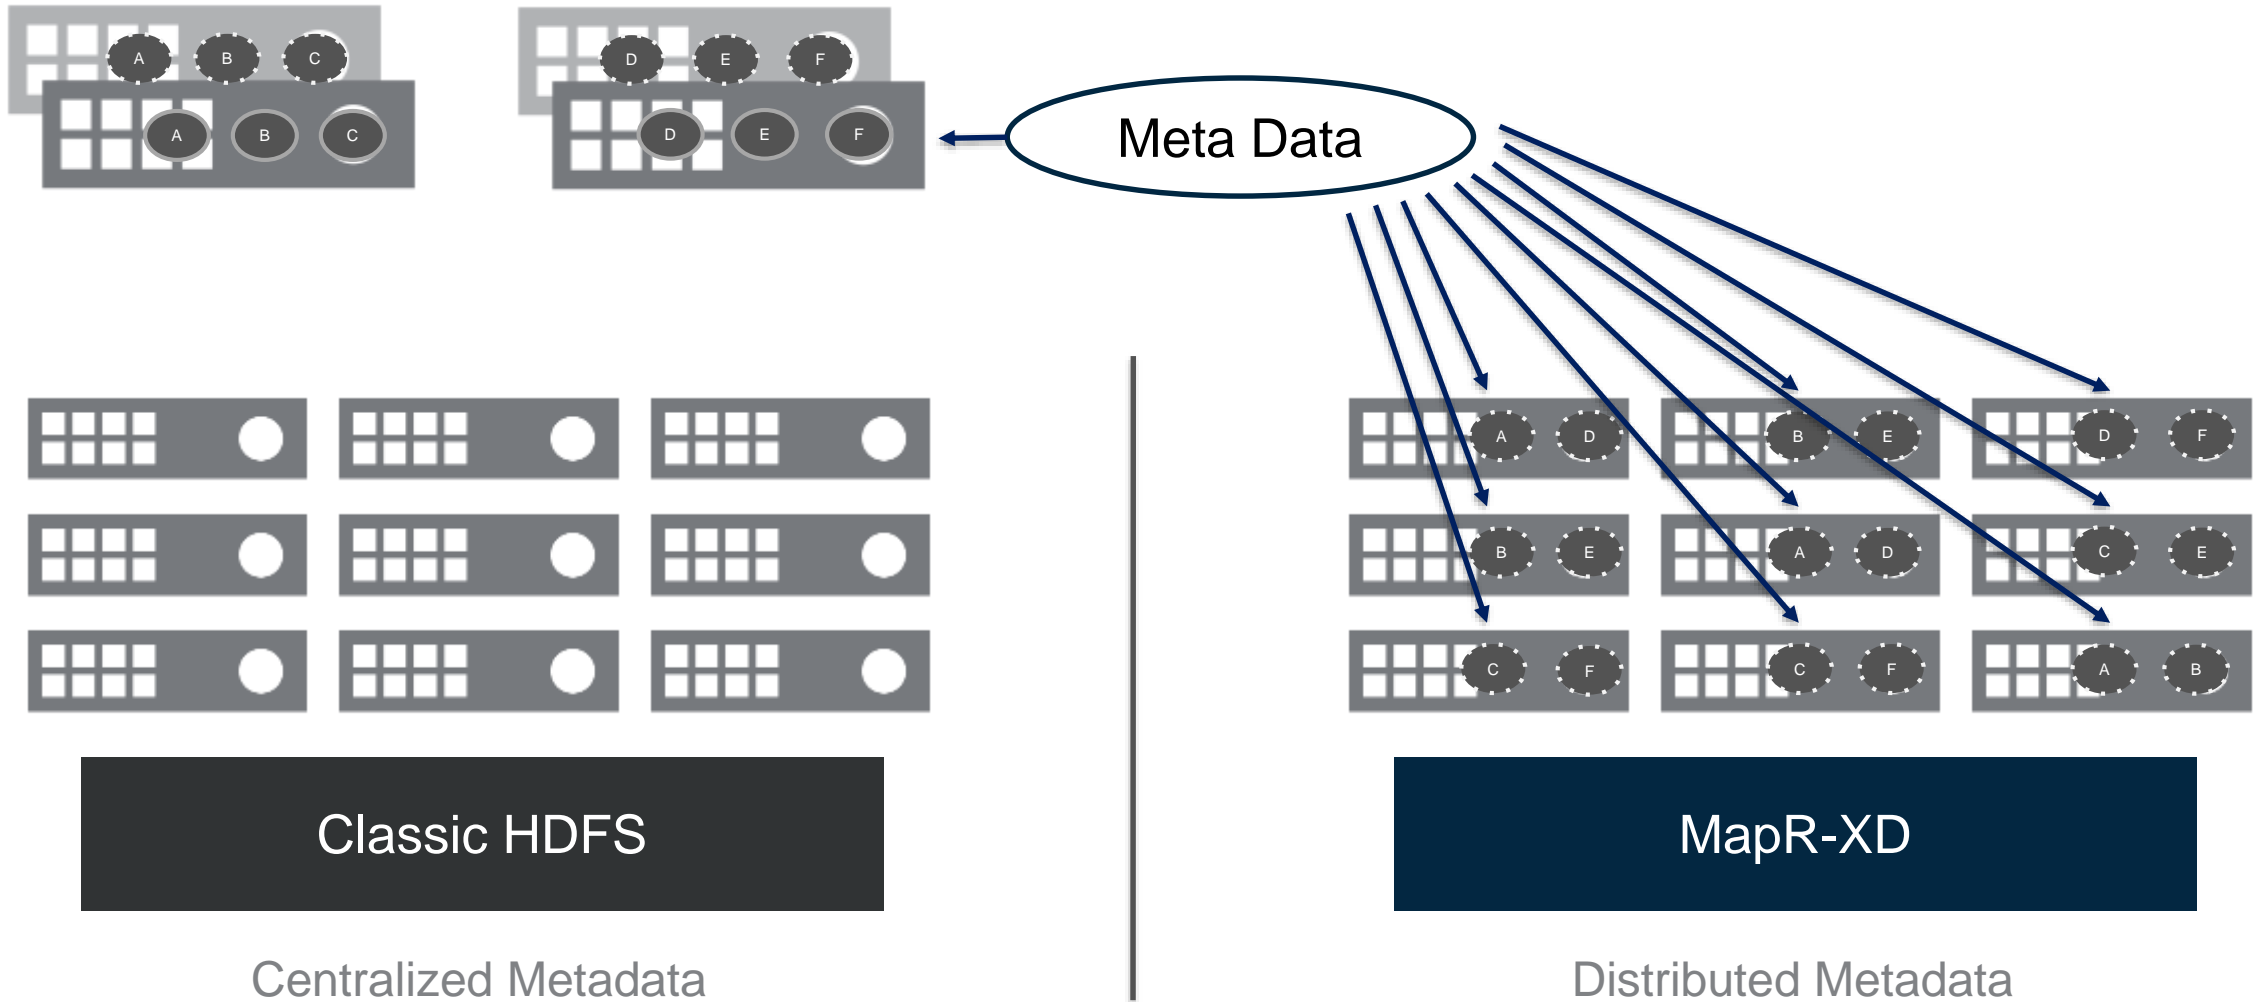 A B C
D E F
A B C
D E F
Meta Data
A D
B E
D F
B E
A D
C E
C F
C F
A B
Classic HDFS
MapR-XD
Centralized Metadata
Distributed Metadata